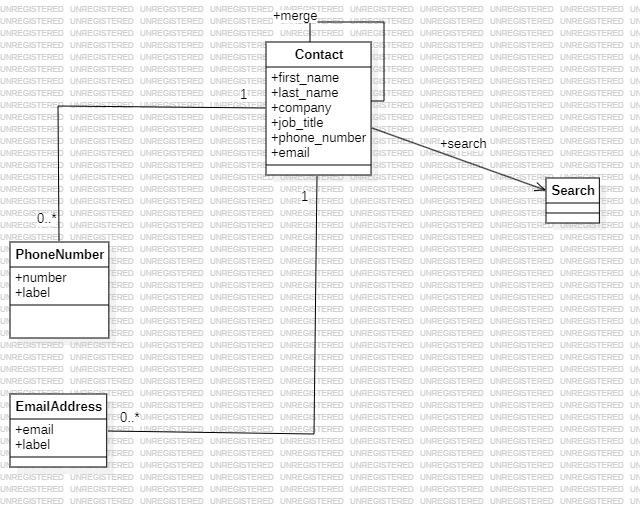 +merge
Contact
+first_name
+last_name
+company
+job_title
+phone_number
+email
1
+search
Search
1
0..*
PhoneNumber
+number
+label
EmailAddress
+email
+label
0..*
UNREGISTERED